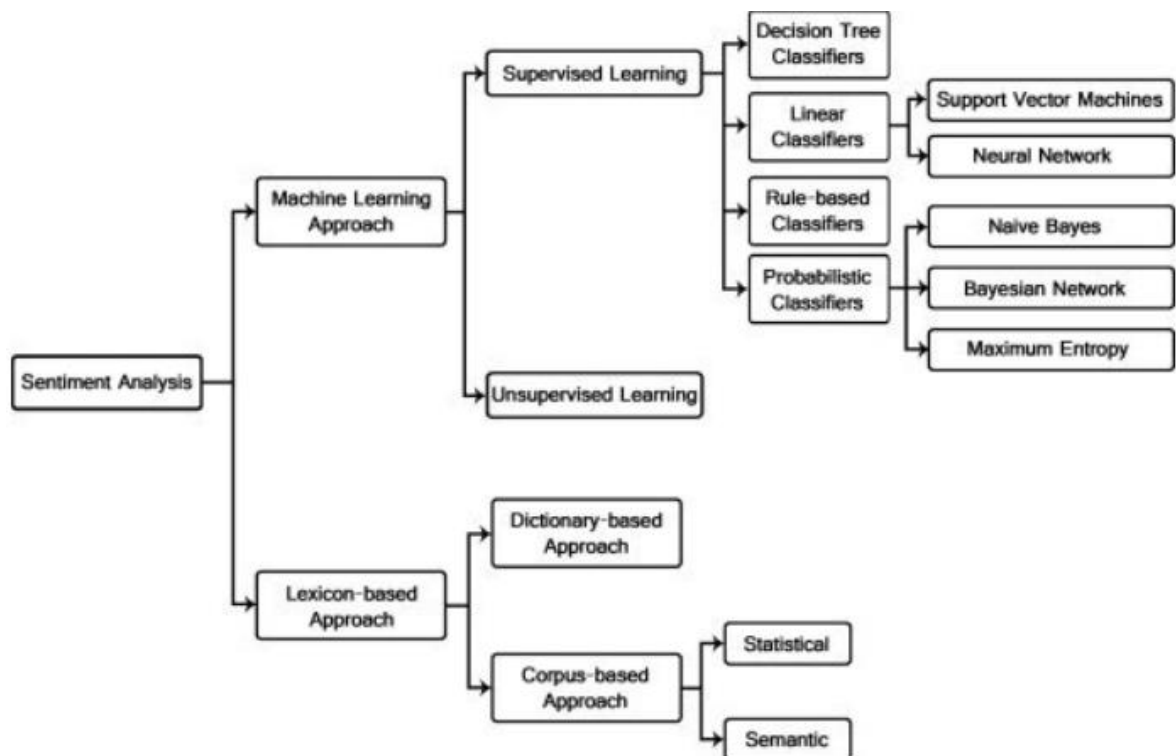 Decision Tree
Classifiers
Supervised Learning
Support Vector Machines
Linear
Classifiers
Neural Network
Machine Learning
Approach
Rule-based
Classifiers
Naive Bayes
Probabilistic
Classifiers
Bayesian Network
Maximum Entropy
Sentiment Analysis
Unsupervised Learning
Dictionary-based
Approach
Lexicon-based
Approach
Statistical
Corpus-based
Approach
Semantic